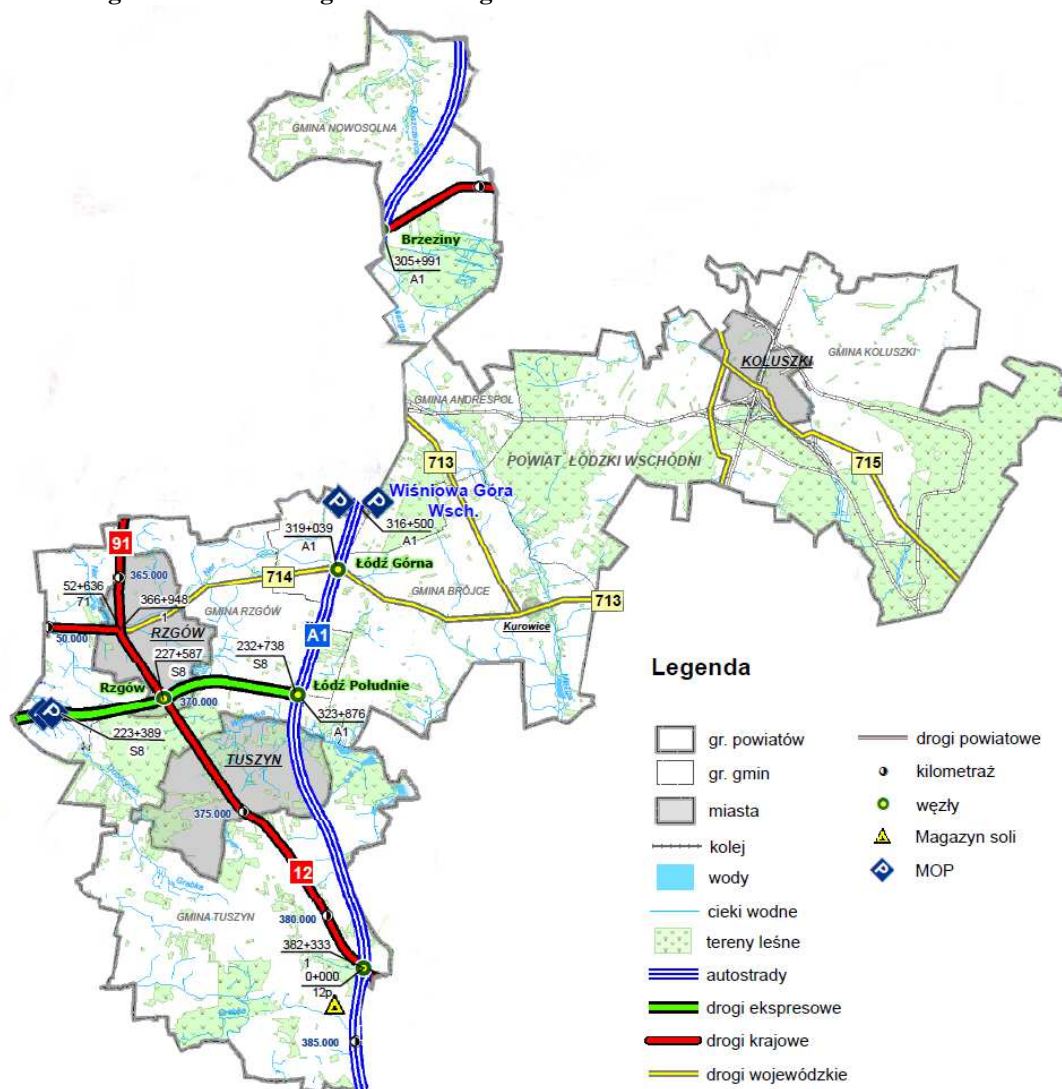 GMINA NOWOSOLNA
Brzeziny
305+991
A1
KOLUSZKI
GMINA KOLUSZKI
GMINA ANDRESPOL
POWIAT ŁÓDZKI WSCHODNI
713
715
Wiśniowa Góra
Wsch.
319+039
A1
316+500
A1
91
Łódź Górna
52+636
71
365.000
366+948
1
714
GMINA RZGÓW
GMINA BRÓJCE
713
Kurowice
50.000
RZGÓW
A1
227+587
S8
232+738
S8
Rzgów
370.000
Łódź Południe
323+876
A1
223+389
S8
TUSZYN
375.000
12
Grabka
GMINA TUSZYN
380.000
382+333
1
0+000
12p
Grabka
385.000
Legenda
gr. powiatów
gr. gmin
miasta
kolej
wody
cieki wodne
tereny leśne
autostrady
drogi ekspresowe
drogi krajowe
drogi wojewódzkie
drogi powiatowe
kilometraż
węzły
Magazyn soli
MOP